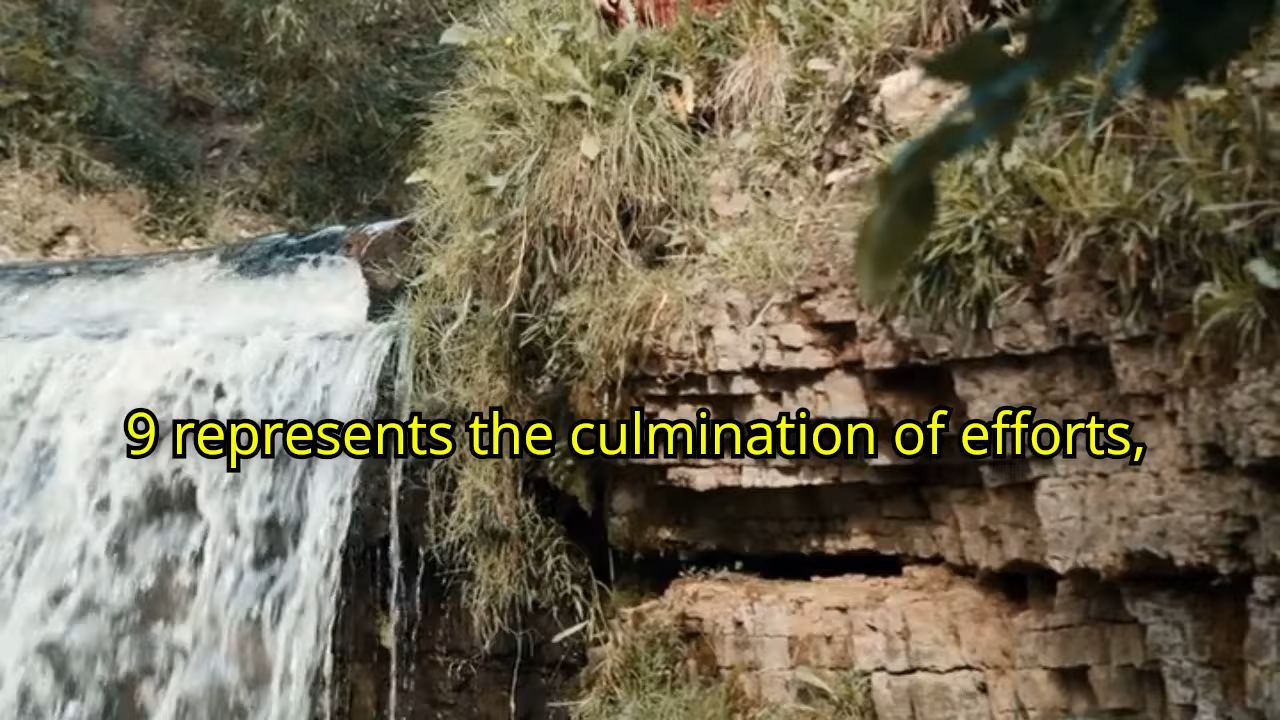 9 represents the culmination of efforts,